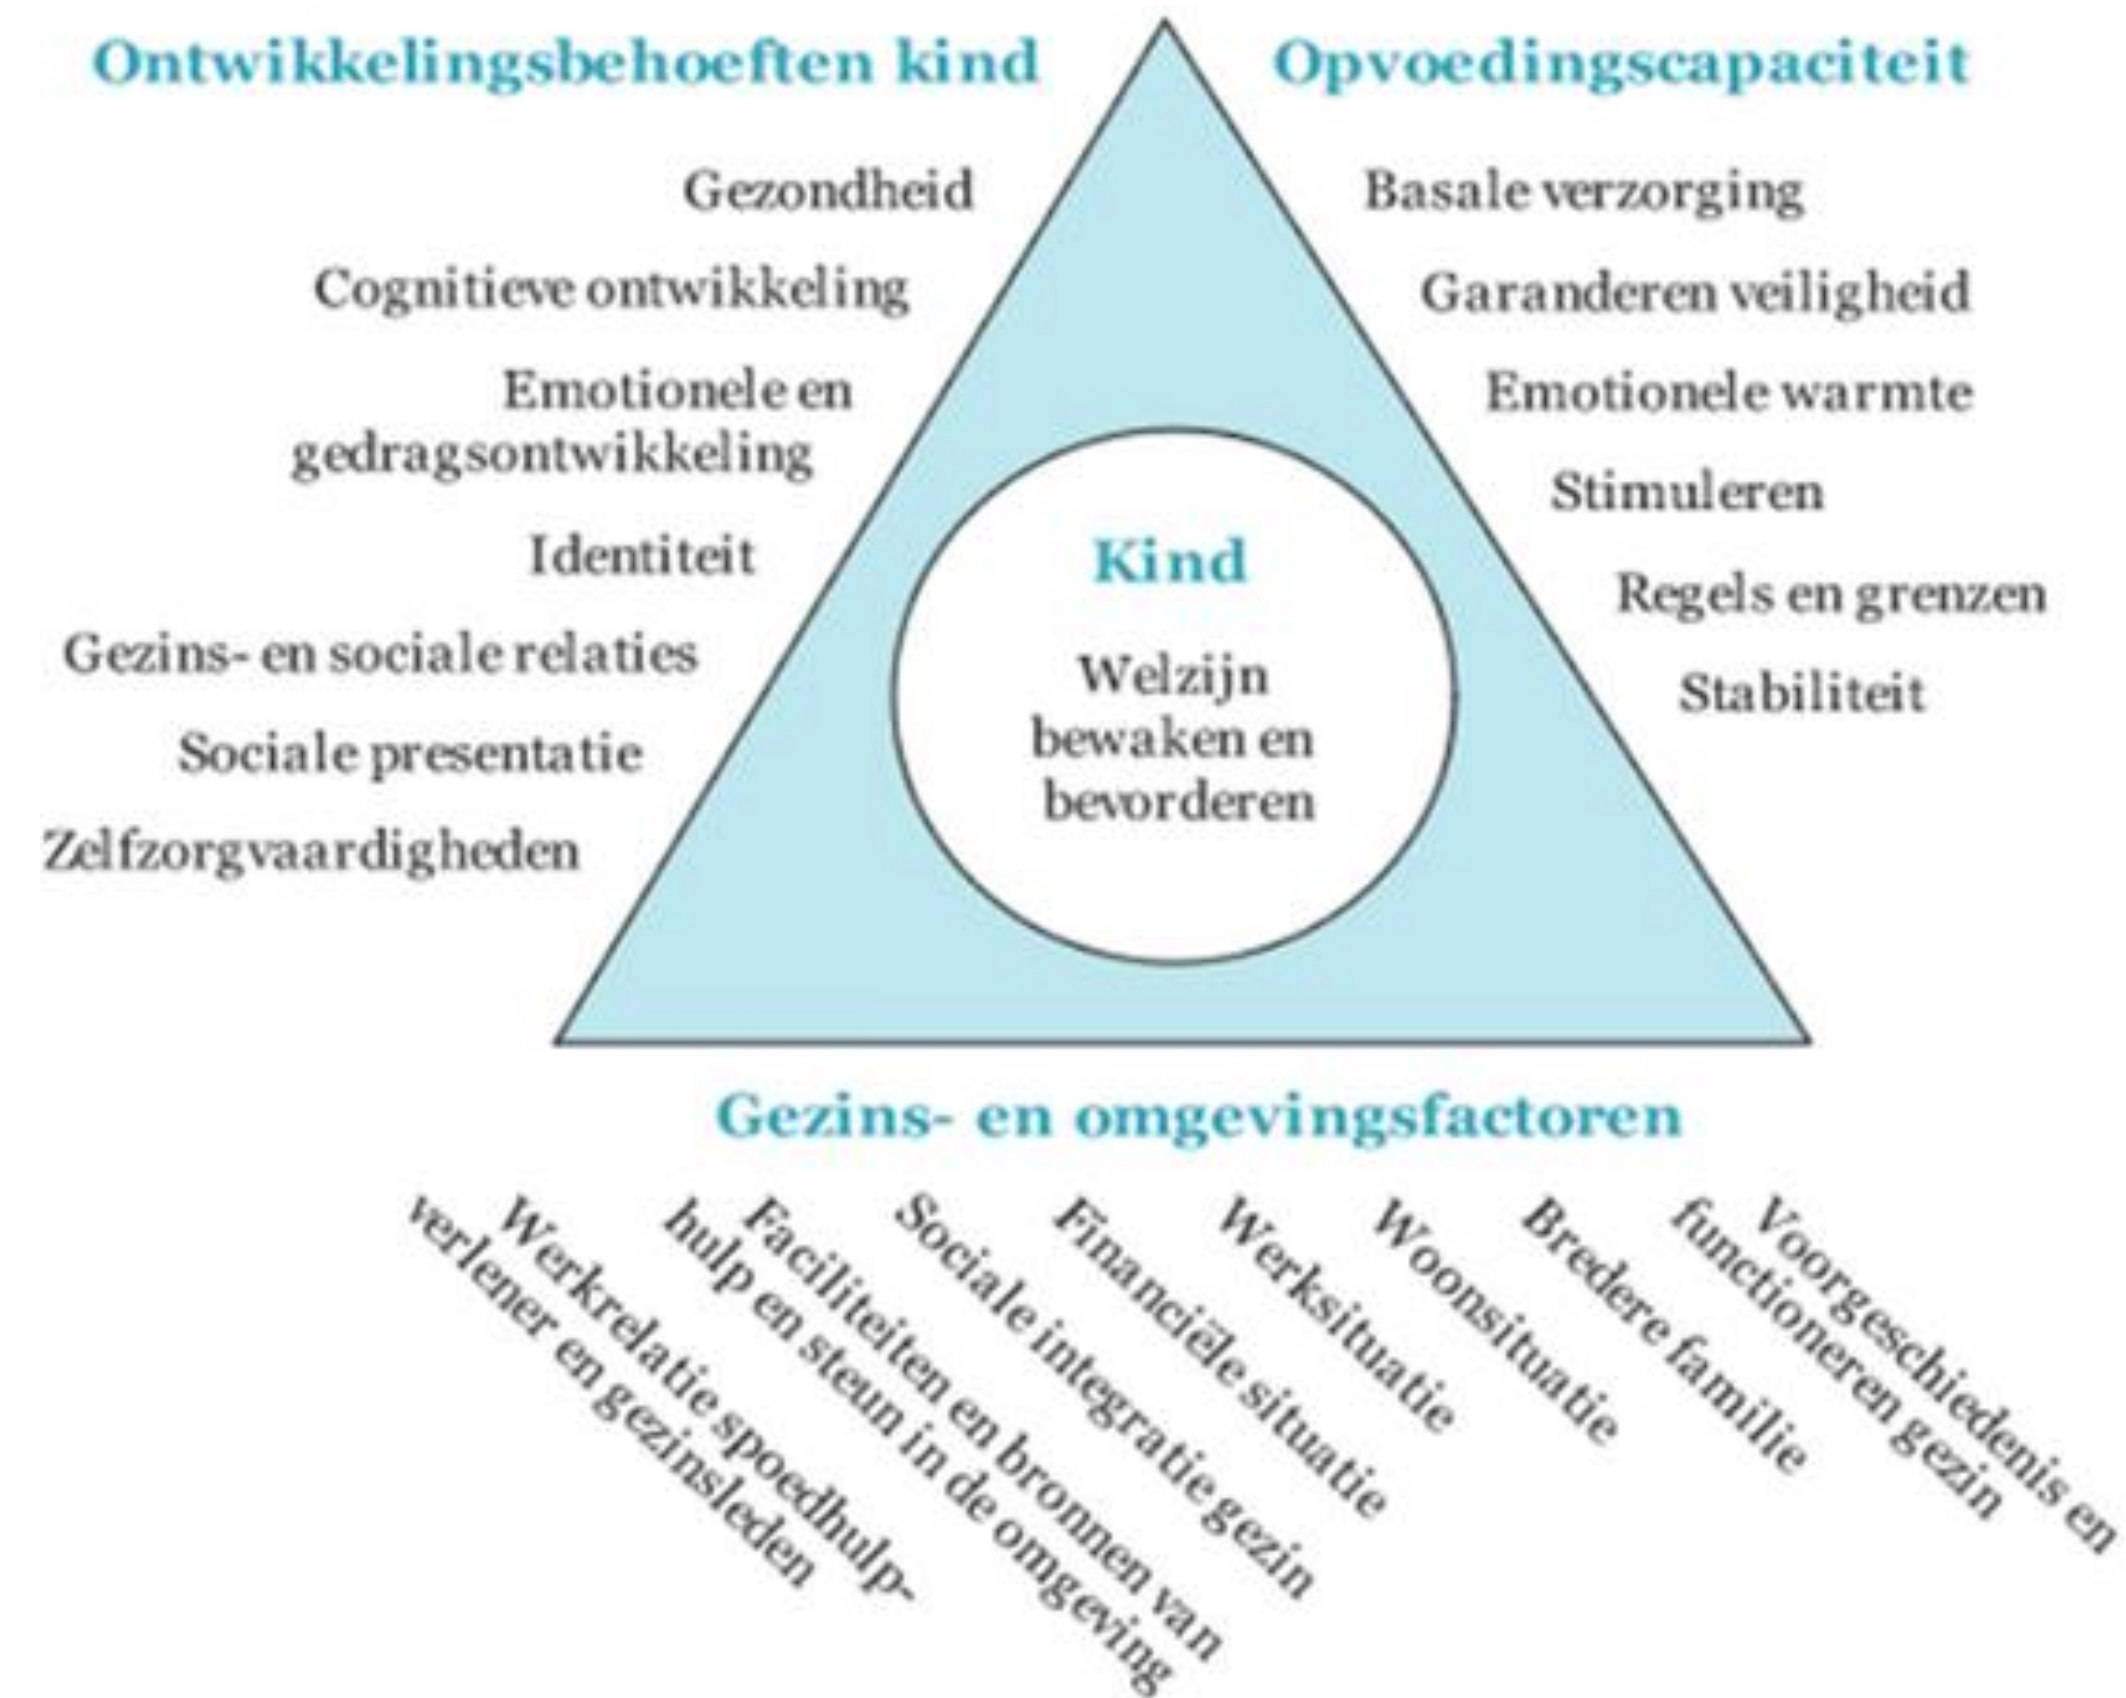 Ontwikkelingsbehoeften kind
Gezondheid
Cognitieve ontwikkeling
Emotionele en
gedragsontwikkeling
Identiteit
Gezins- en sociale relaties
Sociale presentatie
Zelfzorgvaardigheden
Opvoedingscapaciteit
Basale verzorging
Garanderen veiligheid
Emotionele warmte
Stimuleren
Regels en grenzen
Stabiliteit
Kind
Welzijn
bewaken en
bevorderen
Gezins- en omgevingsfactoren
Werkrelatie spoedhulp-
verlener en gezinsleden
Faciliteiten en bronnen van
hulp en steun in de omgeving
Sociale integratie gezin
Financiële situatie
Werksituatie
Woonsituatie
Bredere familie
Voorgeschiedenis en
functioneren gezin